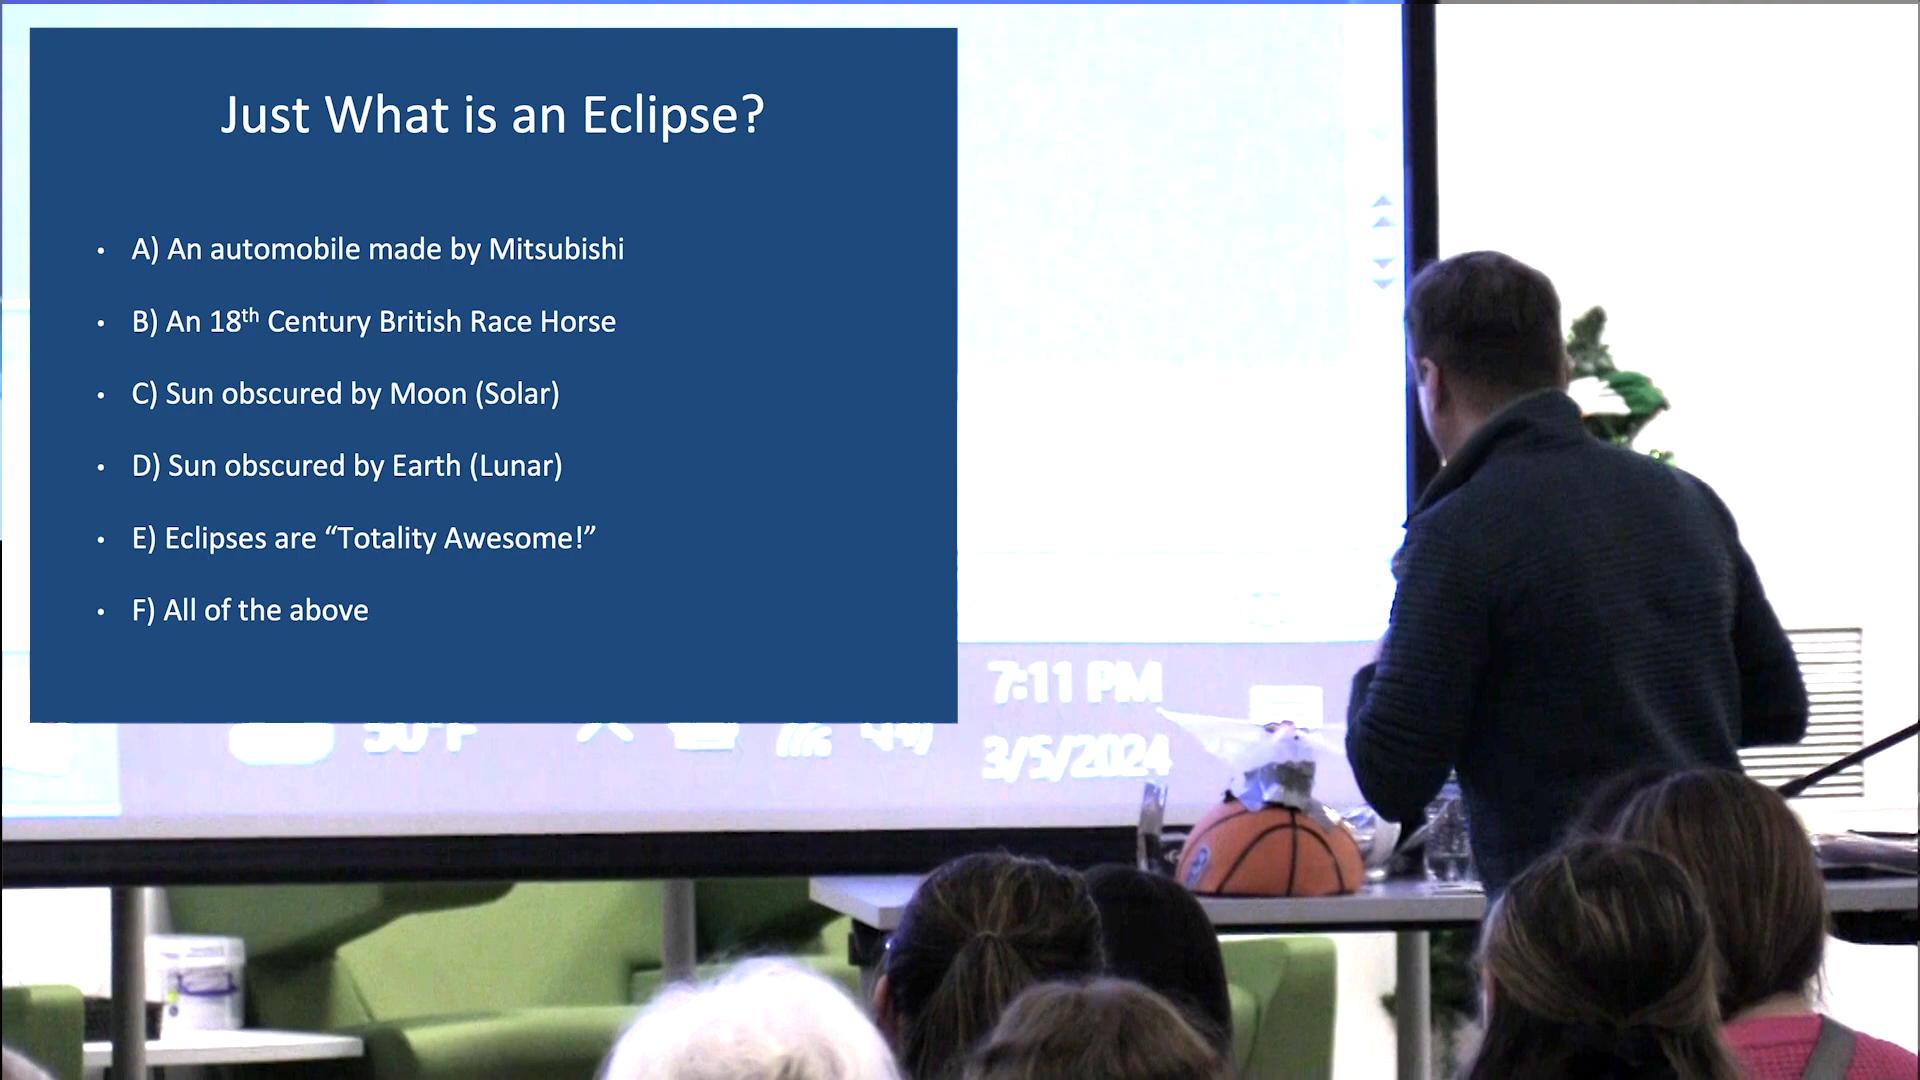 Just What is an Eclipse?
• A) An automobile made by Mitsubishi
• B) An 18th Century British Race Horse
• C) Sun obscured by Moon (Solar)
• D) Sun obscured by Earth (Lunar)
• E) Eclipses are “Totality Awesome!”
• F) All of the above
7:11 PM
50°F
3/5/2024